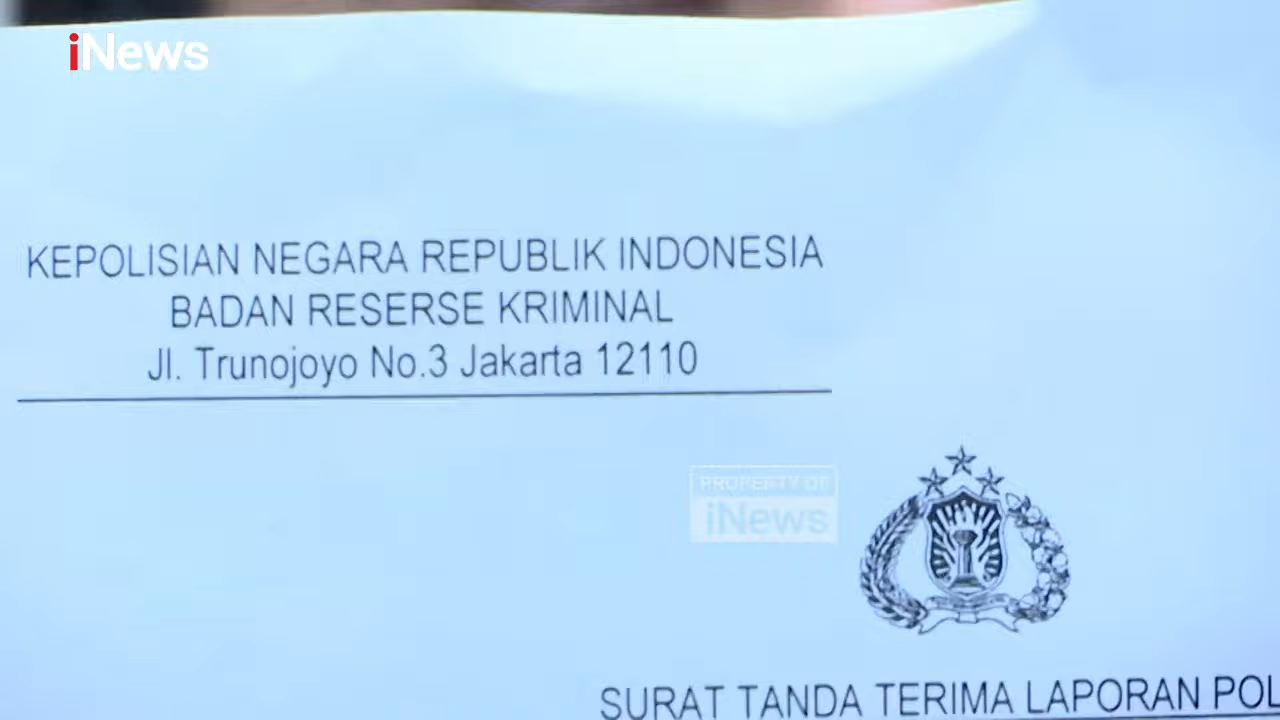 iNews
KEPOLISIAN NEGARA REPUBLIK INDONESIA
BADAN RESERSE KRIMINAL
Jl. Trunojoyo No.3 Jakarta 12110
PROPERTY OF
iNews
SURAT TANDA TERIMA LAPORAN POL